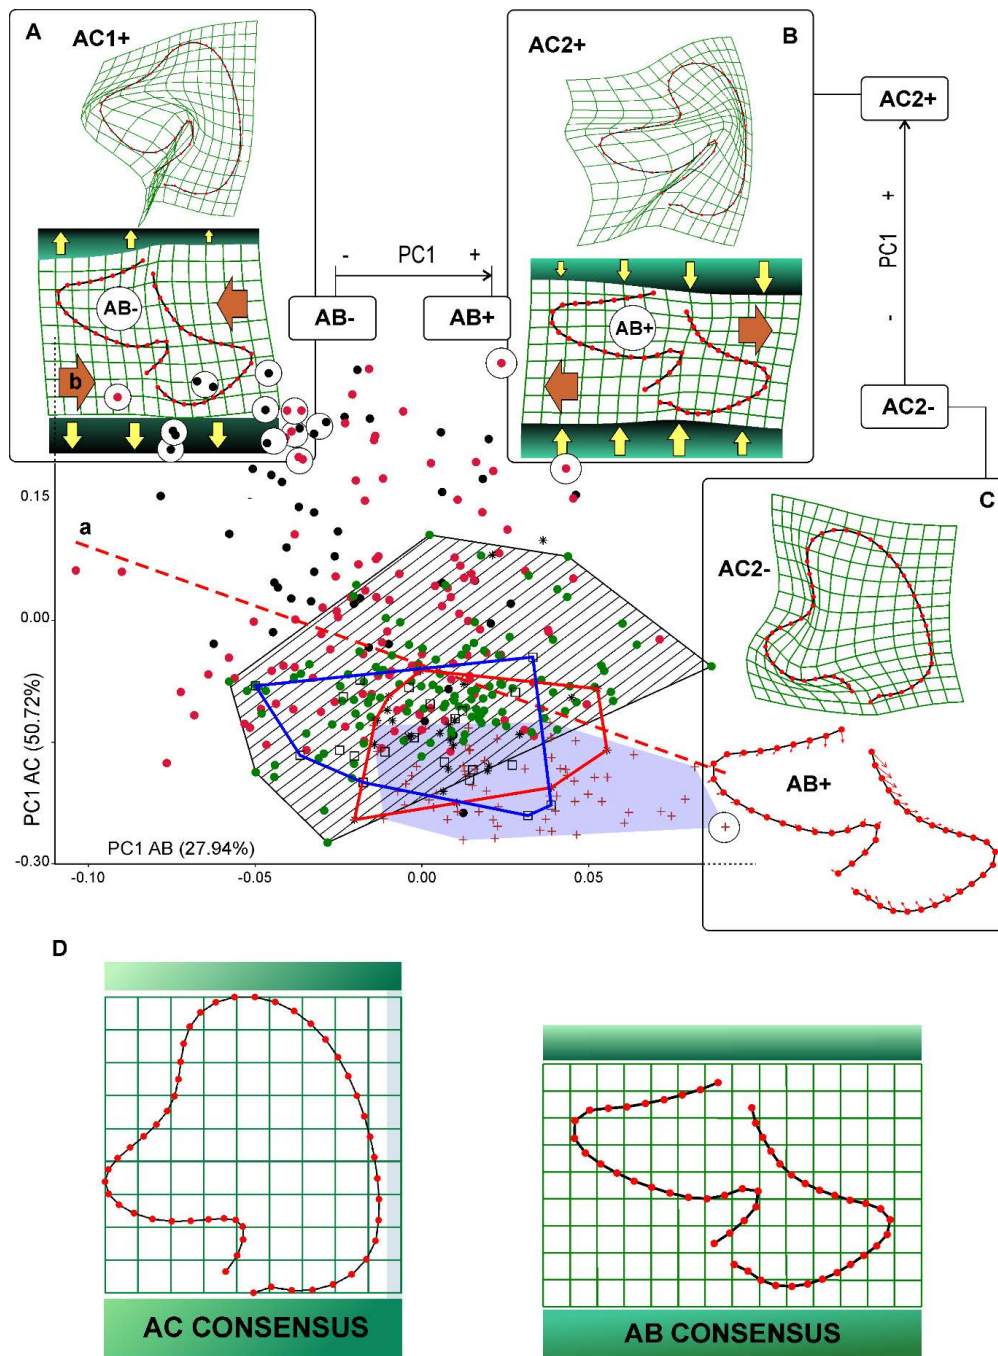 A
AC1+
AB-
b
- PC1 +
AB-
AB+
B
AC2+
AB+
AC2+
- PC1 +
AC2-
C
AC2-
AB+
a
PC1 AC (50.72%)
0.15
0.00
-0.30
PC1 AB (27.94%)
-0.10
-0.05
0.00
0.05
D
AC CONSENSUS
AB CONSENSUS